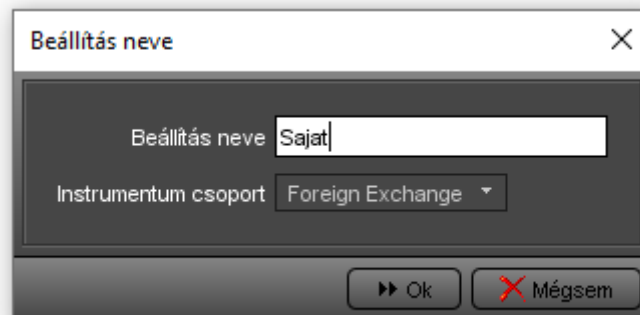 Beállítás neve
Beállítás neve Sajat
Instrumentum csoport Foreign Exchange
Ok Mégsem